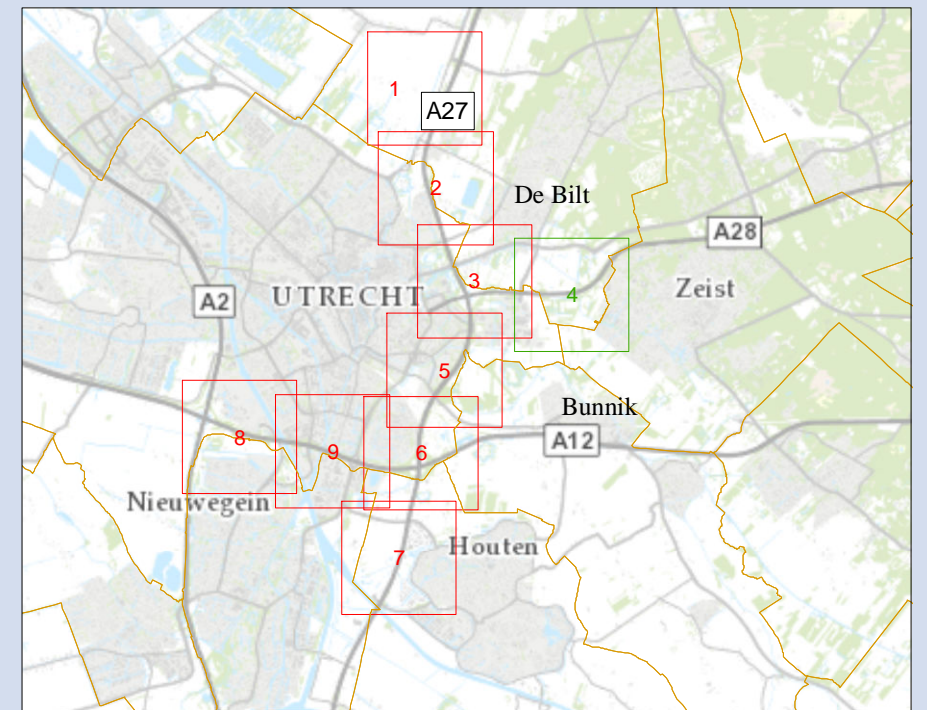 1
A27
2
De Bilt
A28
3
4
Zeist
A2
UTRECHT
5
Bunnik
A12
8
9
6
Nieuwegein
7
Houten